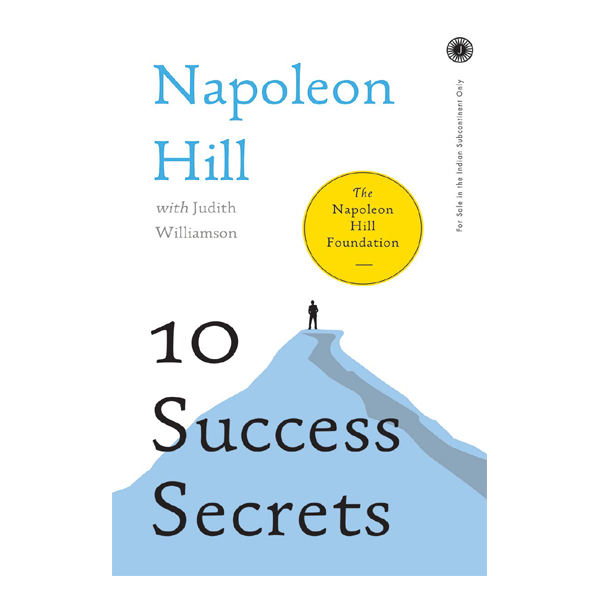 Napoleon
Hill
with Judith
Williamson
The
Napoleon
Hill
Foundation
J
For Sale in the Indian Subcontinent Only
10
Success
Secrets